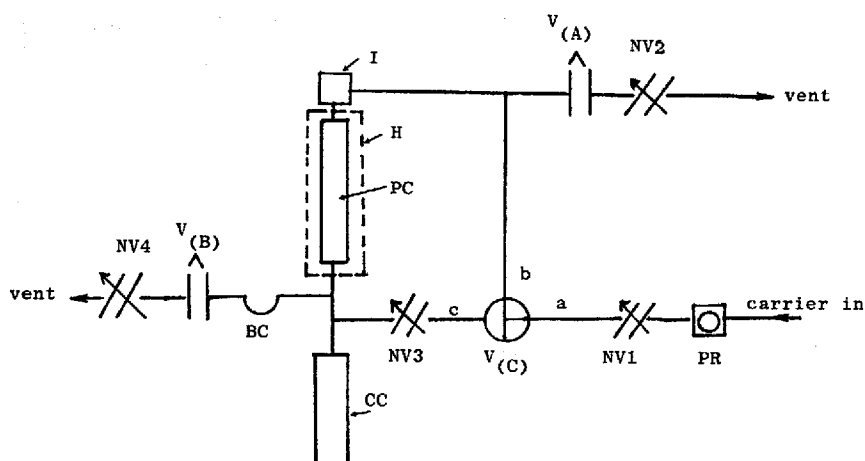 V(A)
NV2
I
vent
H
PC
V(B)
NV4
vent
b
carrier in
c
a
BC
NV3
V(C)
NV1
PR
CC